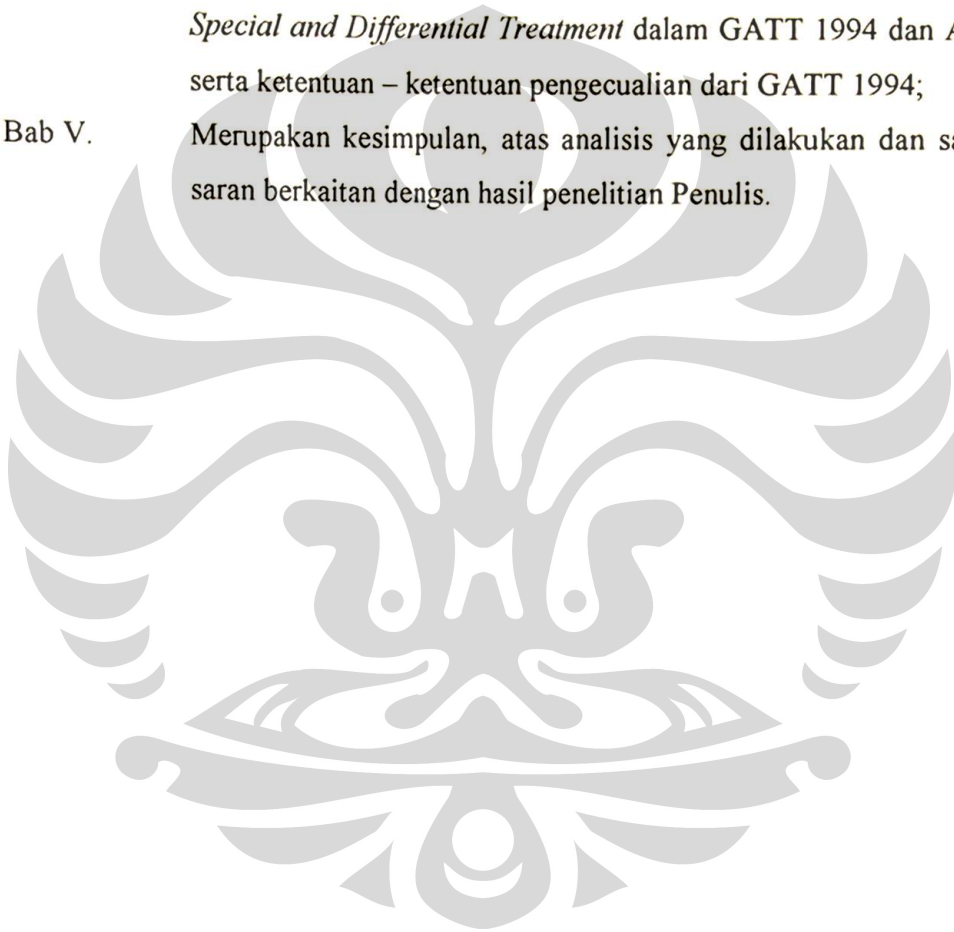 Special and Differential Treatment dalam GATT 1994 dan
serta ketentuan – ketentuan pengecualian dari GATT 1994;
Bab V. Merupakan kesimpulan, atas analisis yang dilakukan dan
saran berkaitan dengan hasil penelitian Penulis.